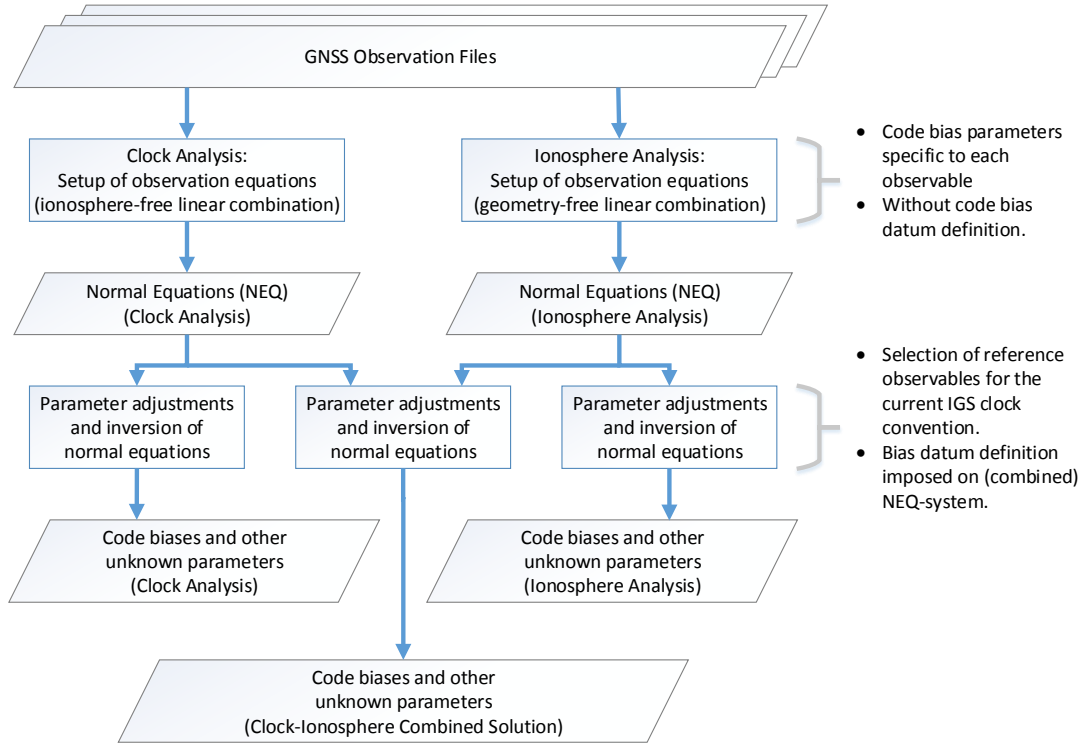 GNSS Observation Files
Clock Analysis:
Setup of observation equations
(ionosphere-free linear combination)
Ionosphere Analysis:
Setup of observation equations
(geometry-free linear combination)
• Code bias parameters
specific to each
observable
• Without code bias
datum definition.
Normal Equations (NEQ)
(Clock Analysis)
Normal Equations (NEQ)
(Ionosphere Analysis)
Parameter adjustments
and inversion of
normal equations
Parameter adjustments
and inversion of
normal equations
Parameter adjustments
and inversion of
normal equations
• Selection of reference
observables for the
current IGS clock
convention.
• Bias datum definition
imposed on (combined)
NEQ-system.
Code biases and other
unknown parameters
(Clock Analysis)
Code biases and other
unknown parameters
(Ionosphere Analysis)
Code biases and other
unknown parameters
(Clock-Ionosphere Combined Solution)